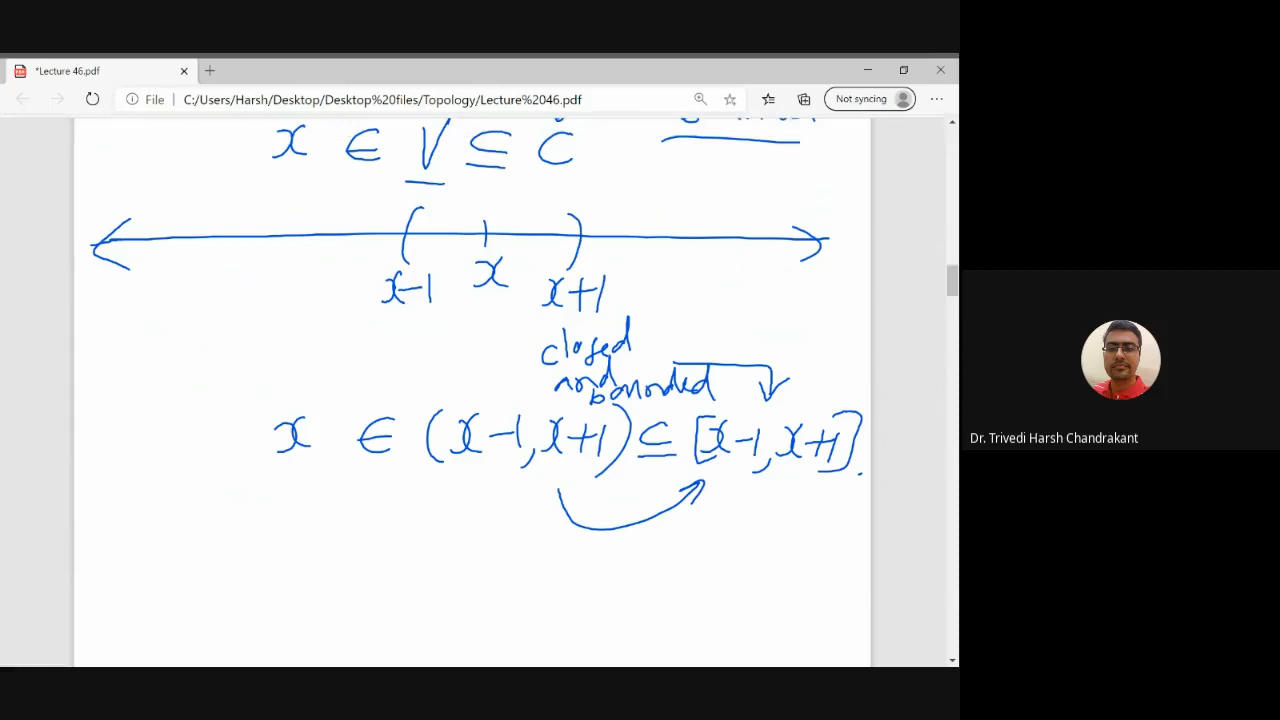 *Lecture 46.pdf
File | C:/Users/Harsh/Desktop/Desktop%20files/Topology/Lecture%2046.pdf
Not syncing
x ∈ V ⊆ C
x-1 x x+1
closed
and bounded
x ∈ (x-1, x+1) ⊆ [x-1, x+1].
Dr. Trivedi Harsh Chandrakant